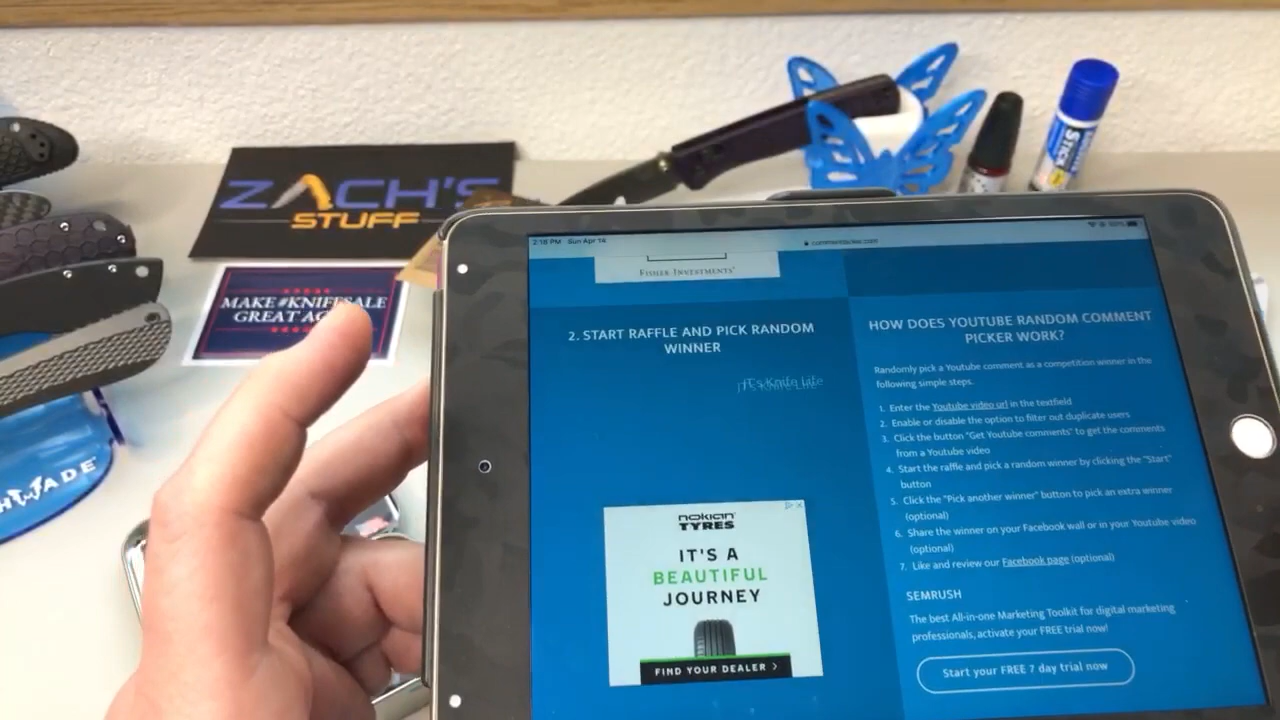 ZACH'S
STUFF
MAKE #KNIFESALE
STICK
2:18 PM Sun Apr 14
FISHER INVESTMENTS
2. START RAFFLE AND PICK RANDOM
WINNER
nokian
TYRES
IT'S A
BEAUTIFUL
JOURNEY
FIND YOUR DEALER >
HOW DOES YOUTUBE RANDOM COMMENT
PICKER WORK?
Randomly pick a Youtube comment as a competition winner in the
following simple steps.
1. Enter the Youtube video url in the textfield
2. Enable or disable the option to filter out duplicate users
3. Click the button "Get Youtube comments" to get the comments
from a Youtube video
4. Start the raffle and pick a random winner by clicking the "Start"
button
5. Click the "Pick another winner" button to pick an extra winner
(optional)
6. Share the winner on your Facebook wall or in your Youtube video
(optional)
7. Like and review our Facebook page (optional)
SEMRUSH
The best All-in-one Marketing Toolkit for digital marketing
professionals, activate your FREE trial now!
Start your FREE 7 day trial now